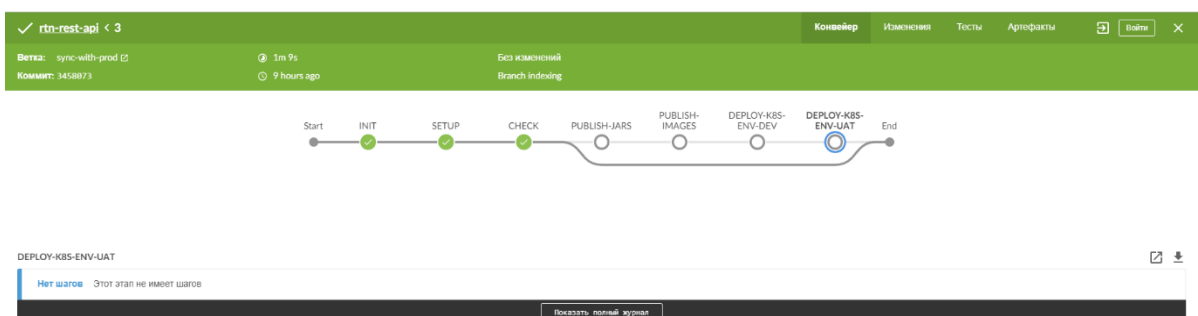 rtn-rest-api < 3
Конвейер Изменения Тесты Артефакты Войти
Ветка: sync-with-prod 1m 9s Без изменений
Коммит: 3458073 9 hours ago Branch indexing
Start INIT SETUP CHECK PUBLISH-JARS PUBLISH-IMAGES DEPLOY-K8S-ENV-DEV DEPLOY-K8S-ENV-UAT End
DEPLOY-K8S-ENV-UAT
Нет шагов Этот этап не имеет шагов
Показать полный журнал